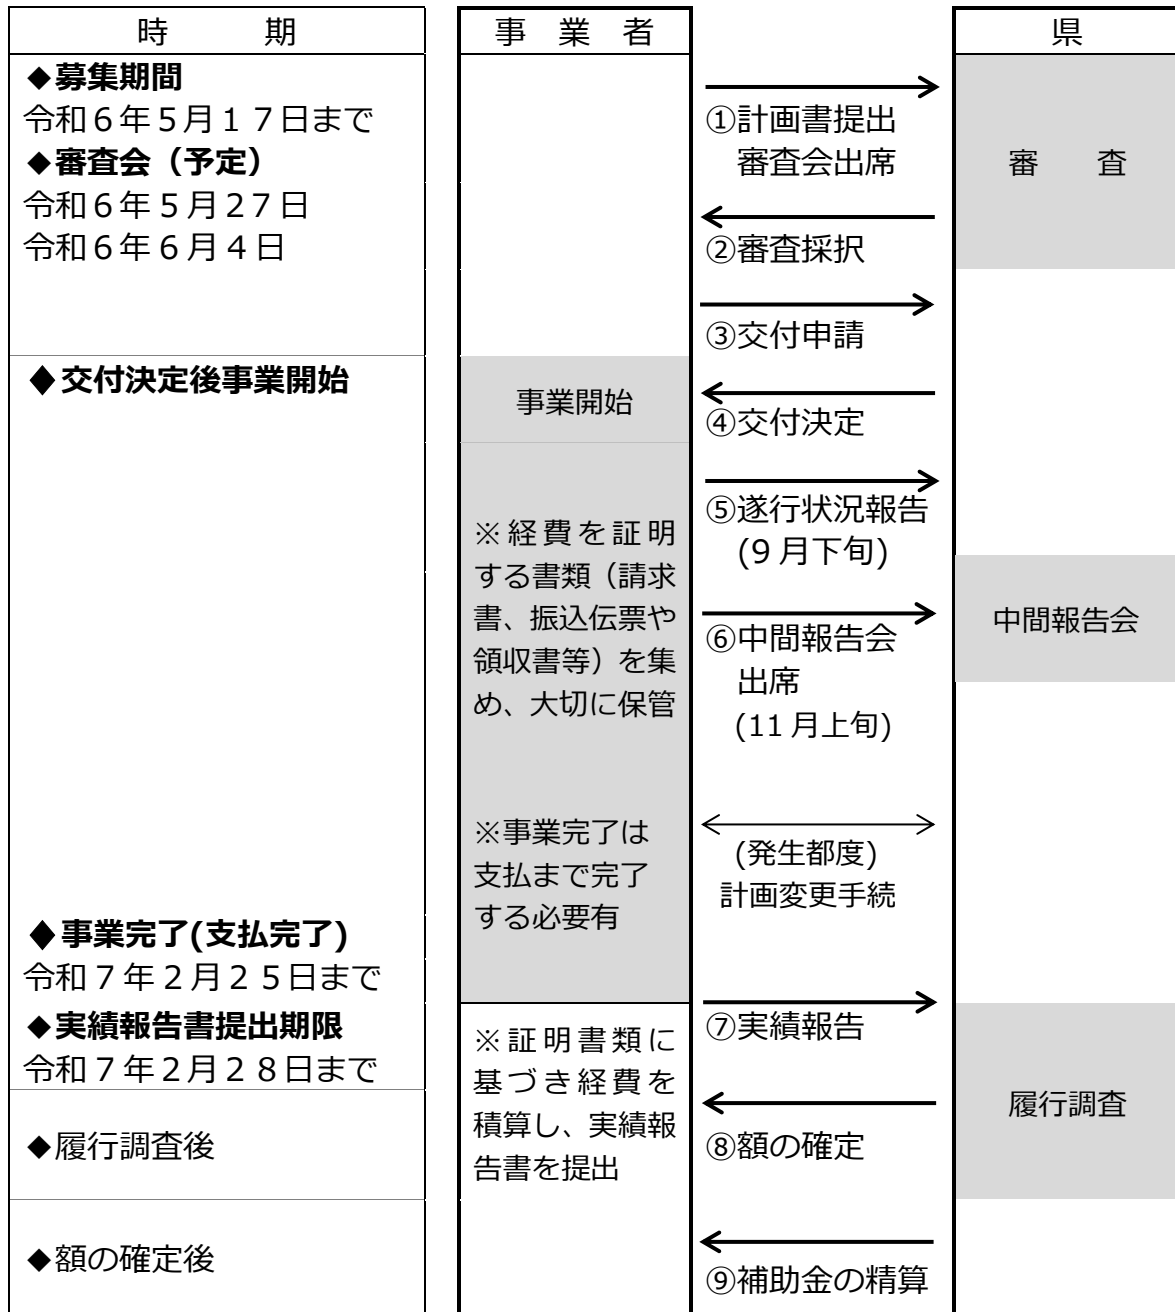 時　期
◆募集期間
令和６年５月１７日まで
◆審査会（予定）
令和６年５月２７日
令和６年６月４日
◆交付決定後事業開始
◆事業完了(支払完了)
令和７年２月２５日まで
◆実績報告書提出期限
令和７年２月２８日まで
◆履行調査後
◆額の確定後
事　業　者
事業開始
※経費を証明
する書類（請求
書、振込伝票や
領収書等）を集
め、大切に保管
※事業完了は
支払まで完了
する必要有
※証明書類に
基づき経費を
積算し、実績報
告書を提出
①計画書提出
審査会出席
②審査採択
③交付申請
④交付決定
⑤遂行状況報告
(9月下旬)
⑥中間報告会
出席
(11月上旬)
(発生都度)
計画変更手続
⑦実績報告
⑧額の確定
⑨補助金の精算
県
審　査
中間報告会
履行調査